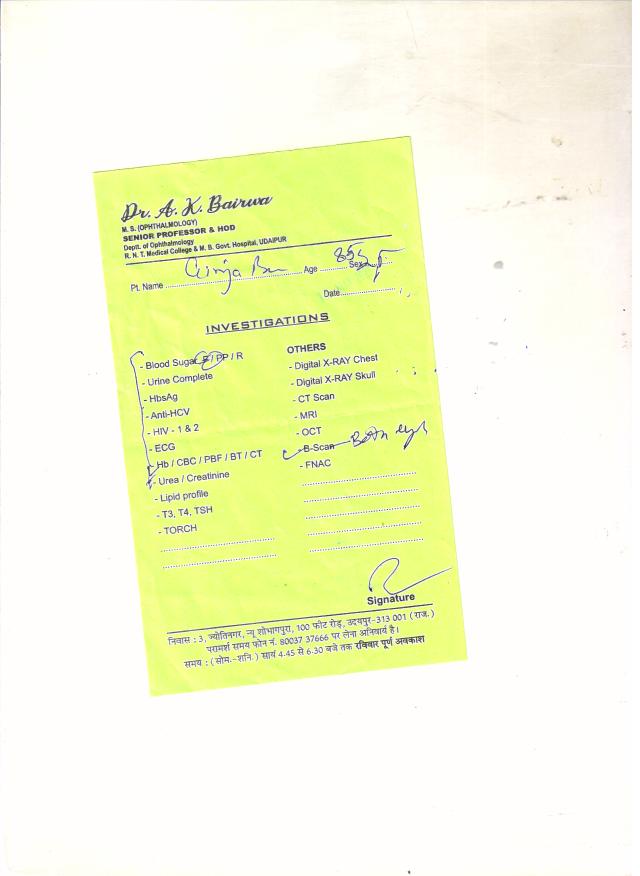 Dr. A. K. Bairwa
M. S. (OPHTHALMOLOGY)
SENIOR PROFESSOR & HOD
Deptt. of Ophthalmology
R. N. T. Medical College & M. B. Govt. Hospital, UDAIPUR
Pt. Name Age 85 Sex F
Date
INVESTIGATIONS
- Blood Sugar F/PP/R
- Urine Complete
- HbsAg
- Anti-HCV
- HIV - 1 & 2
- ECG
- Hb / CBC / PBF / BT / CT
- Urea / Creatinine
- Lipid profile
- T3, T4, TSH
- TORCH
OTHERS
- Digital X-RAY Chest
- Digital X-RAY Skull
- CT Scan
- MRI
- OCT
- B-Scan Both
- FNAC
Signature
निवास : 3, ज्योतिनगर, न्यू शोभागपुरा, 100 फीट रोड़, उदयपुर-313 001 (राज.)
परामर्श समय फोन नं. 80037 37666 पर लेना अनिवार्य है।
समय : (सोम.-शनि.) सायं 4.45 से 6.30 बजे तक रविवार पूर्ण अवकाश